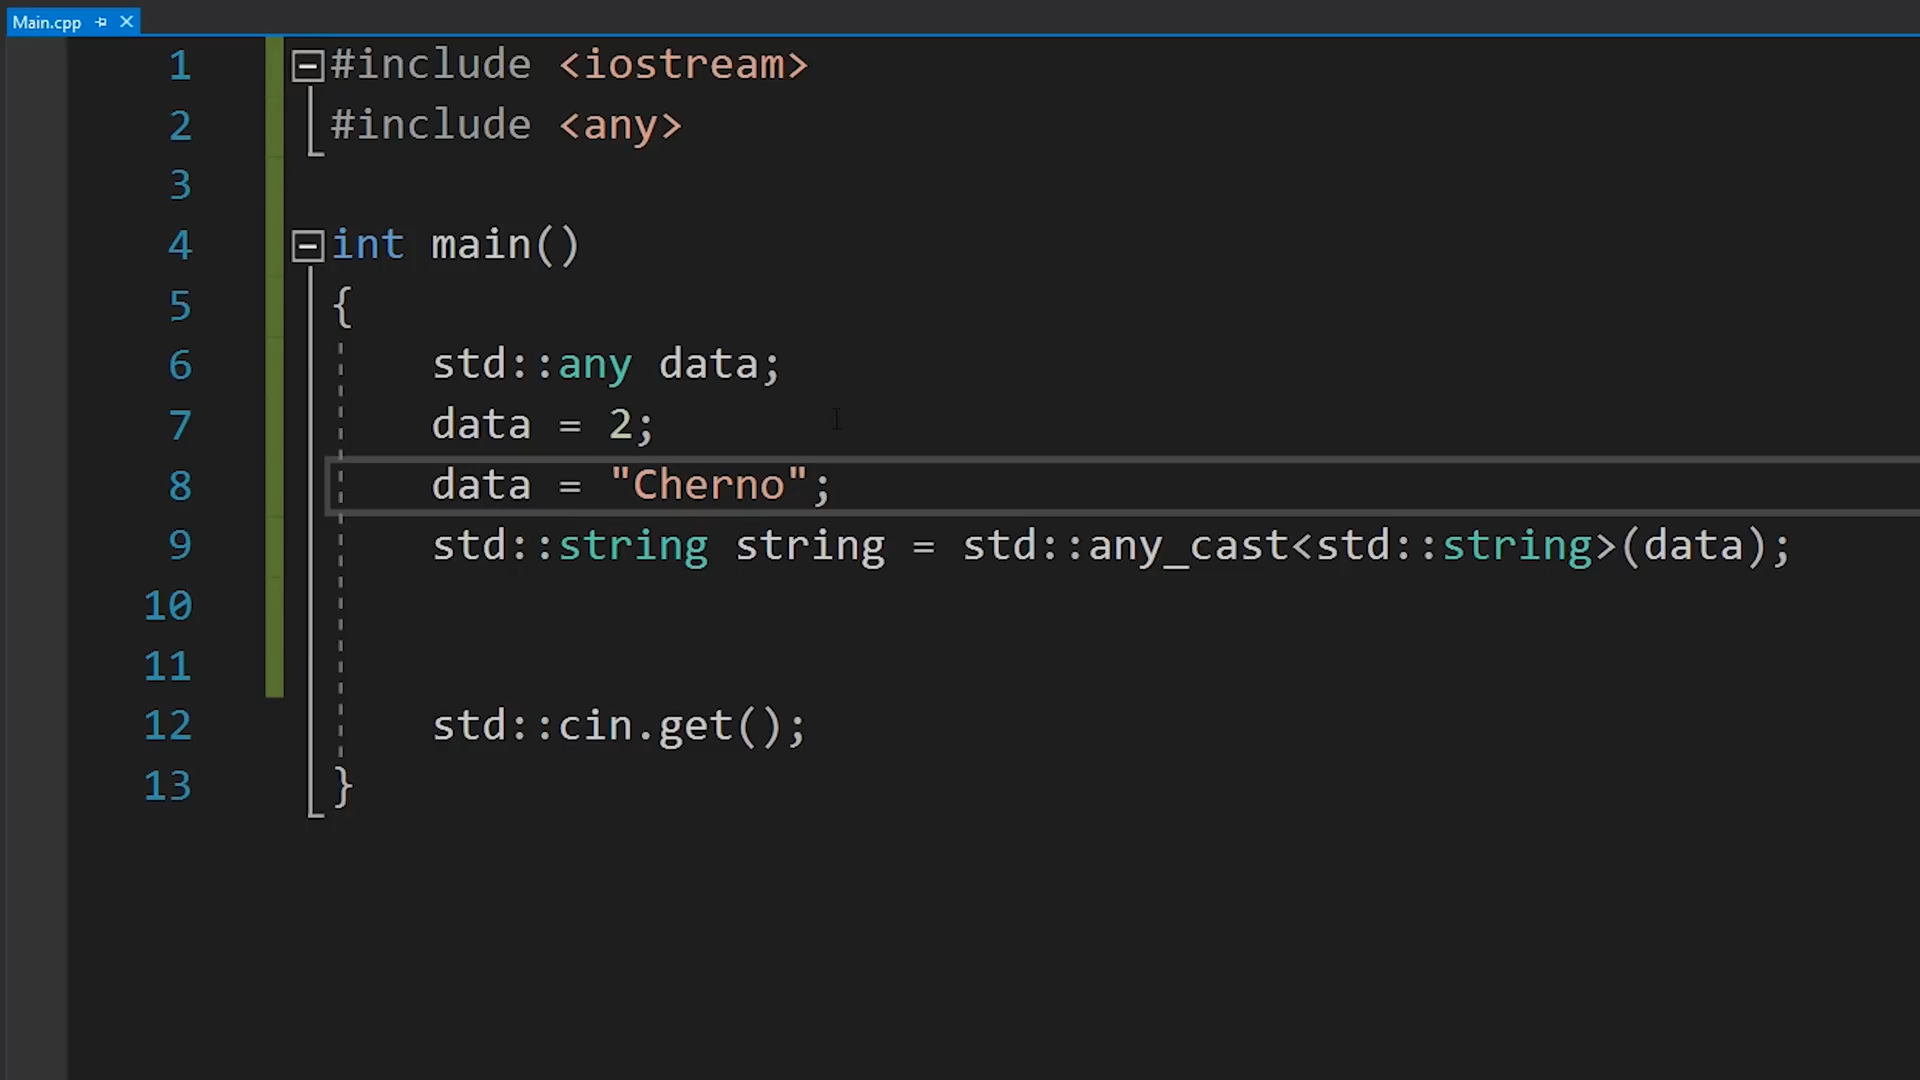 Main.cpp
1 #include <iostream>
2 #include <any>
3
4 int main()
5 {
6 std::any data;
7 data = 2;
8 data = "Cherno";
9 std::string string = std::any_cast<std::string>(data);
10
11
12 std::cin.get();
13 }